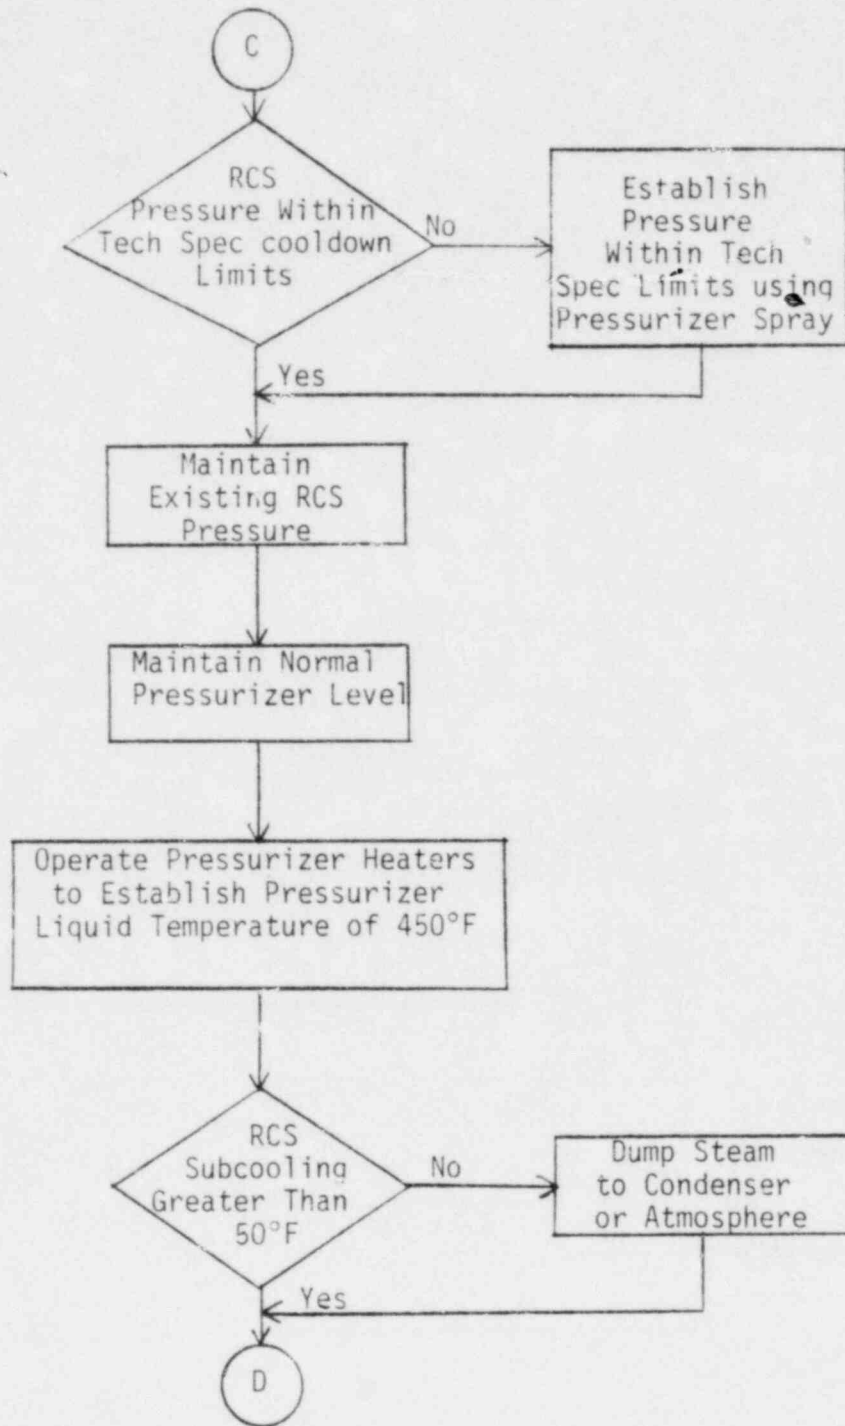 C
RCS
Pressure Within
Tech Spec cooldown
Limits
No
Establish
Pressure
Within Tech
Spec Limits using
Pressurizer Spray
Yes
Maintain
Existing RCS
Pressure
Maintain Normal
Pressurizer Level
Operate Pressurizer Heaters
to Establish Pressurizer
Liquid Temperature of 450°F
RCS
Subcooling
Greater Than
50°F
No
Dump Steam
to Condenser
or Atmosphere
Yes
D